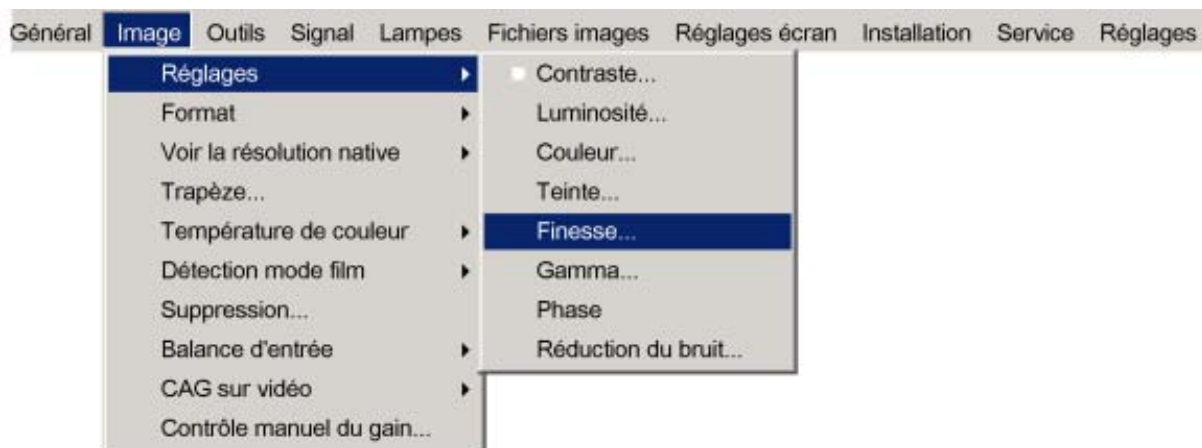 Général Image Outils Signal Lampes Fichiers images Réglages écran Installation Service Réglages
Réglages
Format
Voir la résolution native
Trapèze...
Température de couleur
Détection mode film
Suppression...
Balance d'entrée
CAG sur vidéo
Contrôle manuel du gain...
Contraste...
Luminosité...
Couleur...
Teinte...
Finesse...
Gamma...
Phase
Réduction du bruit...